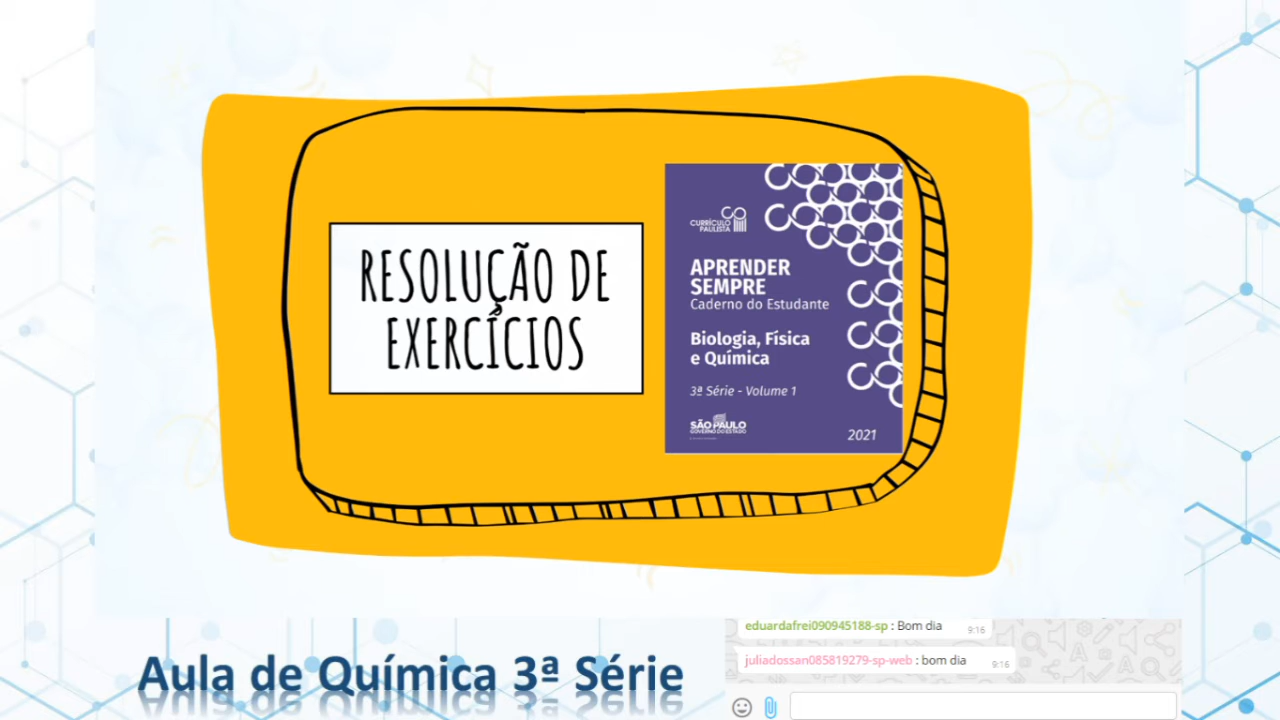 RESOLUÇÃO DE
EXERCÍCIOS
CURRÍCULO
PAULISTA
APRENDER
SEMPRE
Caderno do Estudante
Biologia, Física
e Química
3ª Série - Volume 1
SÃO PAULO
GOVERNO DO ESTADO
2021
Aula de Química 3ª Série
eduardafrei090945188-sp : Bom dia 9:16
juliadossan085819279-sp-web : bom dia 9:16